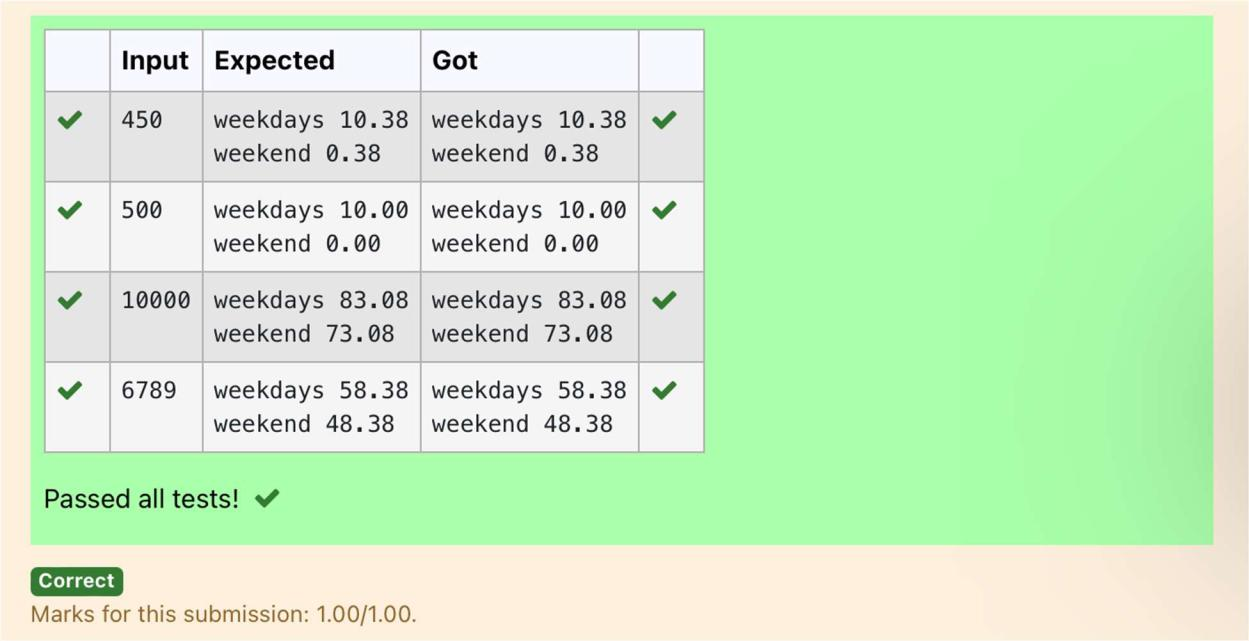 Input Expected Got
450 weekdays 10.38 weekdays 10.38
weekend 0.38 weekend 0.38
500 weekdays 10.00 weekdays 10.00
weekend 0.00 weekend 0.00
10000 weekdays 83.08 weekdays 83.08
weekend 73.08 weekend 73.08
6789 weekdays 58.38 weekdays 58.38
weekend 48.38 weekend 48.38
Passed all tests!
Correct
Marks for this submission: 1.00/1.00.